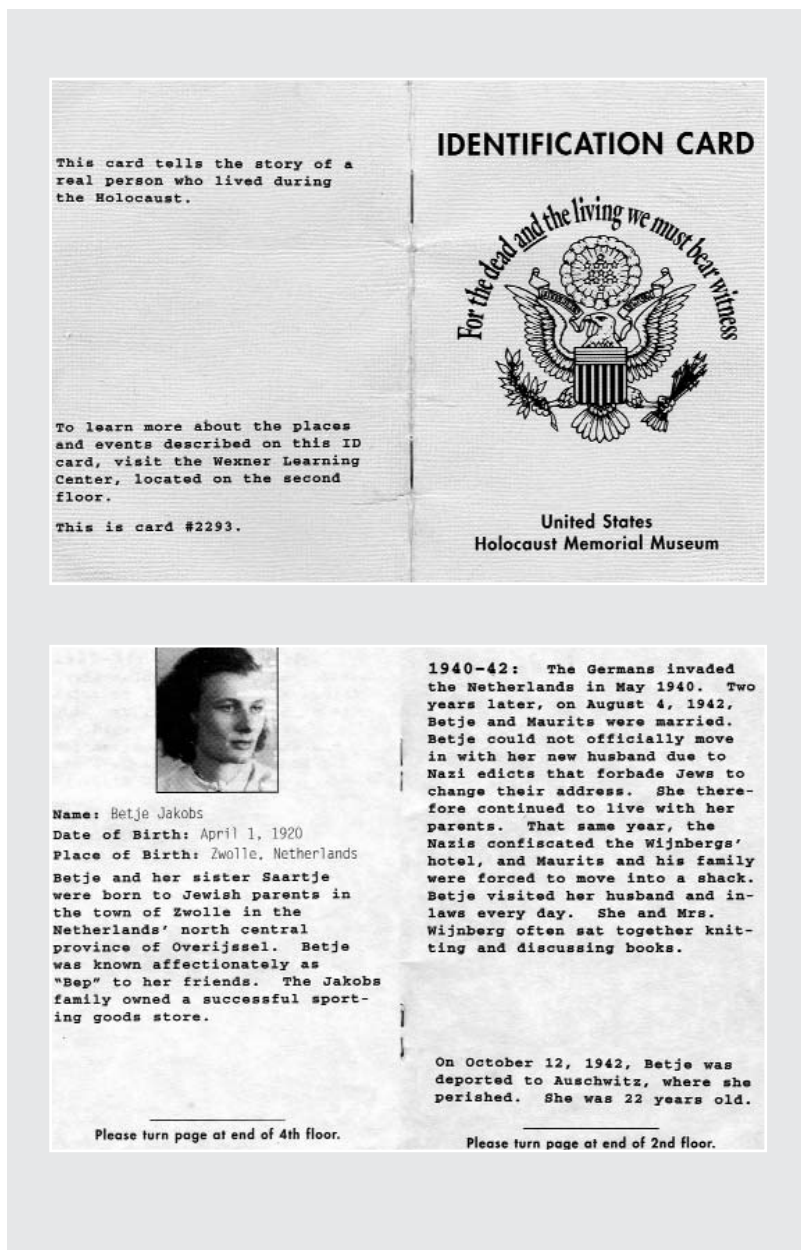 This card tells the story of a
real person who lived during
the Holocaust.
To learn more about the places
and events described on this ID
card, visit the Wexner Learning
Center, located on the second
floor.
This is card #2293.
IDENTIFICATION CARD
For the dead and the living we must bear witness
United States
Holocaust Memorial Museum
Name: Betje Jakobs
Date of Birth: April 1, 1920
Place of Birth: Zwolle, Netherlands
Betje and her sister Saartje
were born to Jewish parents in
the town of Zwolle in the
Netherlands' north central
province of Overijssel. Betje
was known affectionately as
"Bep" to her friends. The Jakobs
family owned a successful sport-
ing goods store.
Please turn page at end of 4th floor.
1940-42: The Germans invaded
the Netherlands in May 1940. Two
years later, on August 4, 1942,
Betje and Maurits were married.
Betje could not officially move
in with her new husband due to
Nazi edicts that forbade Jews to
change their address. She there-
fore continued to live with her
parents. That same year, the
Nazis confiscated the Wijnbergs'
hotel, and Maurits and his family
were forced to move into a shack.
Betje visited her husband and in-
laws every day. She and Mrs.
Wijnberg often sat together knit-
ting and discussing books.
On October 12, 1942, Betje was
deported to Auschwitz, where she
perished. She was 22 years old.
Please turn page at end of 2nd floor.